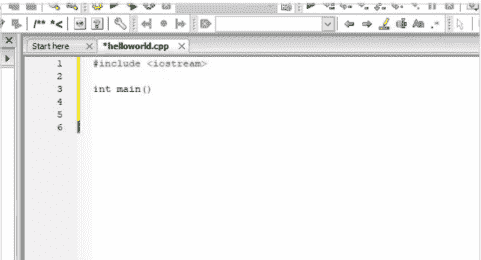 Start here
*helloworld.cpp
1 #include <iostream>
2
3 int main()
4
5
6